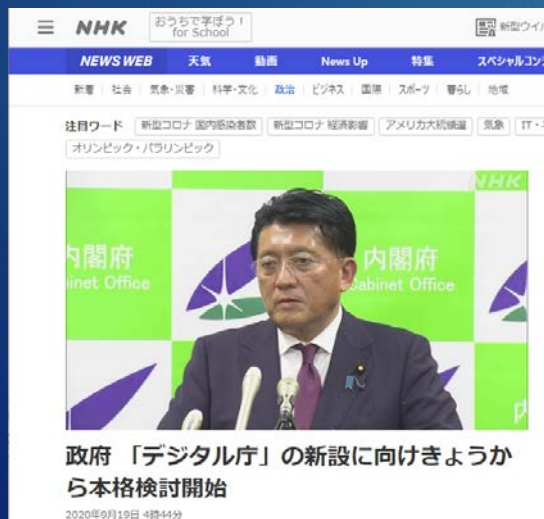 NHK
おうちで学ぼう！
for School
新型コロ
NEWS WEB 天気 動画 News Up 特集 スペシャルコン
新着 社会 気象・災害 科学・文化 政治 ビジネス 国際 スポーツ 暮らし 地域
注目ワード 新型コロナ 国内感染者数 新型コロナ 経済影響 アメリカ大統領選 気象 IT・
オリンピック・パラリンピック
NHK
内閣府
inet Office
内閣府
Cabinet Office
内
政府 「デジタル庁」の新設に向けきょうか
ら本格検討開始
2020年9月19日 4時44分